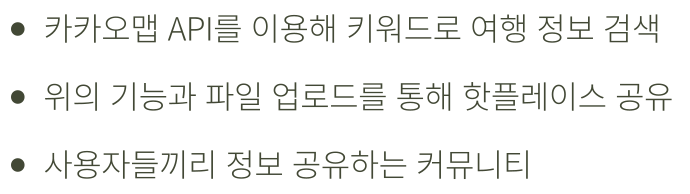 ● 카카오맵 API를 이용해 키워드로 여행 정보 검색
● 위의 기능과 파일 업로드를 통해 핫플레이스 공유
● 사용자들끼리 정보 공유하는 커뮤니티